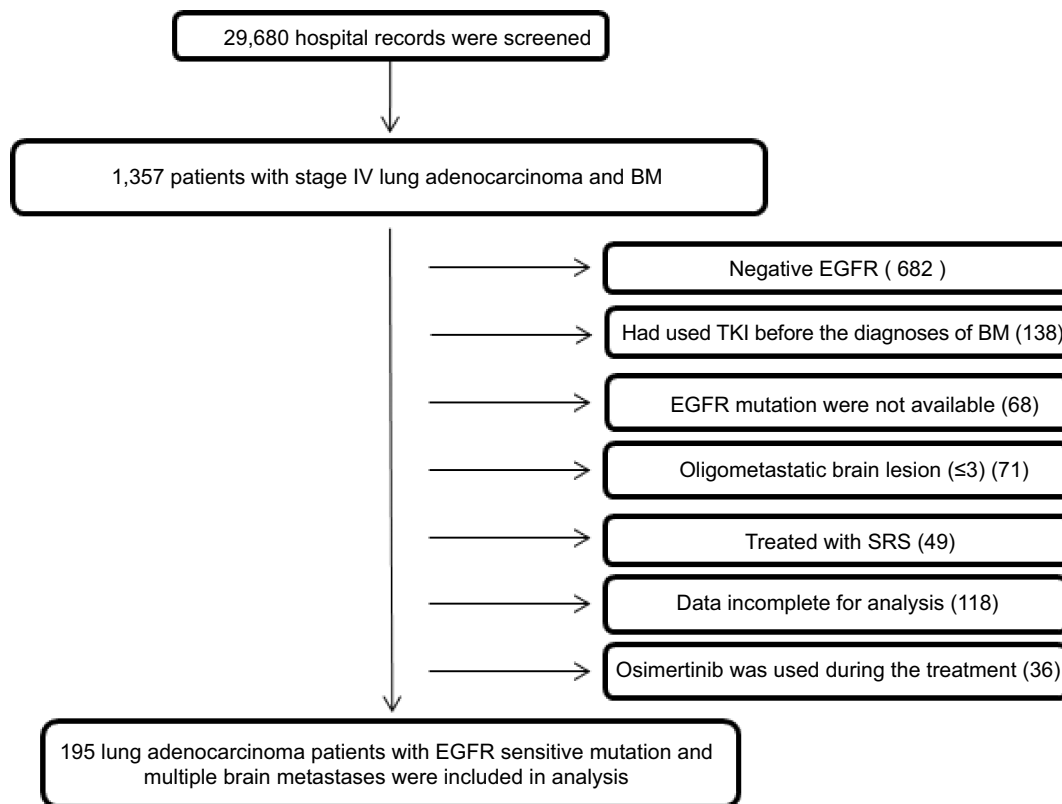 29,680 hospital records were screened
1,357 patients with stage IV lung adenocarcinoma and BM
Negative EGFR ( 682 )
Had used TKI before the diagnoses of BM (138)
EGFR mutation were not available (68)
Oligometastatic brain lesion (≤3) (71)
Treated with SRS (49)
Data incomplete for analysis (118)
Osimertinib was used during the treatment (36)
195 lung adenocarcinoma patients with EGFR sensitive mutation and
multiple brain metastases were included in analysis